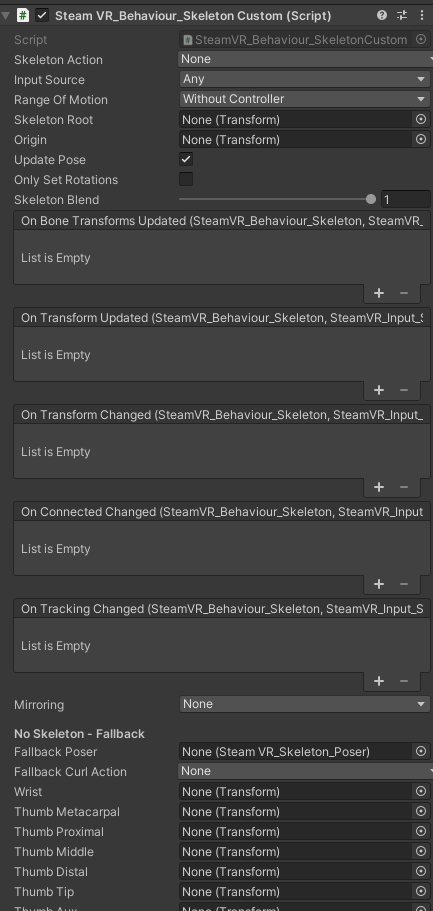 Steam VR_Behaviour_Skeleton Custom (Script)
Script SteamVR_Behaviour_SkeletonCustom
Skeleton Action None
Input Source Any
Range Of Motion Without Controller
Skeleton Root None (Transform)
Origin None (Transform)
Update Pose
Only Set Rotations
Skeleton Blend 1
On Bone Transforms Updated (SteamVR_Behaviour_Skeleton, SteamVR_
List is Empty
On Transform Updated (SteamVR_Behaviour_Skeleton, SteamVR_Input_S
List is Empty
On Transform Changed (SteamVR_Behaviour_Skeleton, SteamVR_Input_
List is Empty
On Connected Changed (SteamVR_Behaviour_Skeleton, SteamVR_Input
List is Empty
On Tracking Changed (SteamVR_Behaviour_Skeleton, SteamVR_Input_S
List is Empty
Mirroring None
No Skeleton - Fallback
Fallback Poser None (Steam VR_Skeleton_Poser)
Fallback Curl Action None
Wrist None (Transform)
Thumb Metacarpal None (Transform)
Thumb Proximal None (Transform)
Thumb Middle None (Transform)
Thumb Distal None (Transform)
Thumb Tip None (Transform)
Thumb Aux None (Transform)